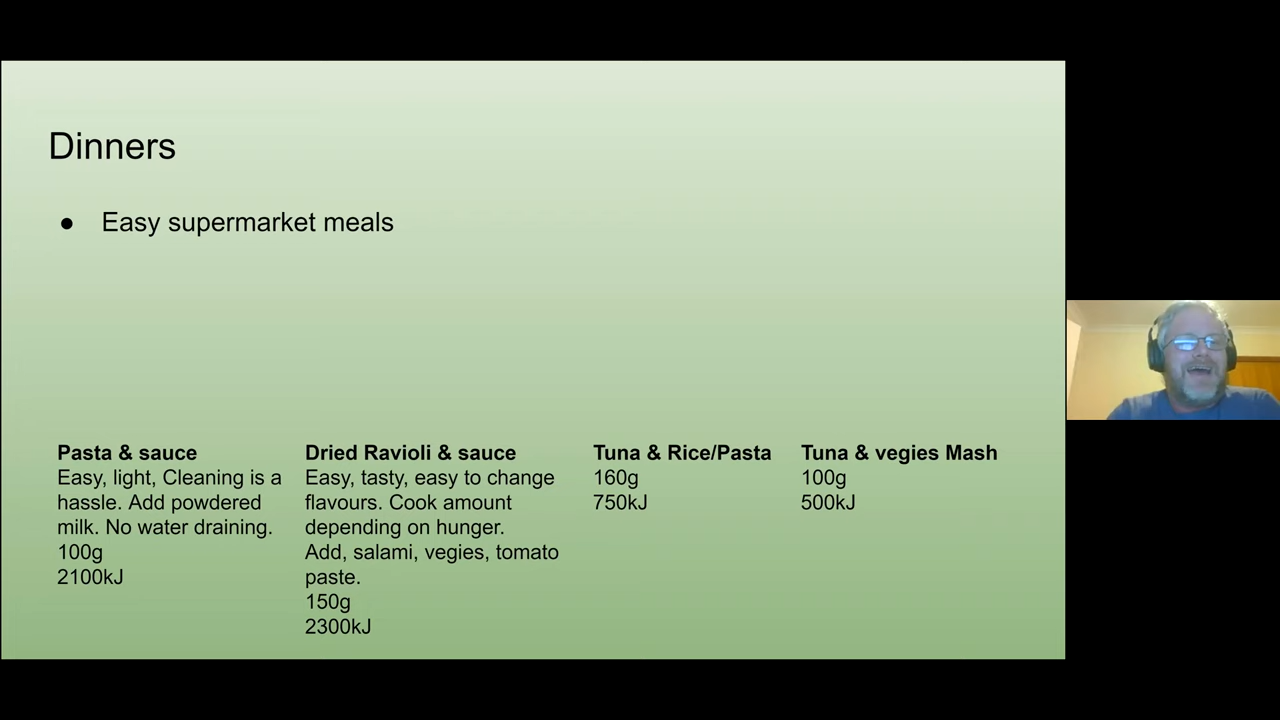 Dinners
● Easy supermarket meals
Pasta & sauce
Easy, light, Cleaning is a
hassle. Add powdered
milk. No water draining.
100g
2100kJ
Dried Ravioli & sauce
Easy, tasty, easy to change
flavours. Cook amount
depending on hunger.
Add, salami, vegies, tomato
paste.
150g
2300kJ
Tuna & Rice/Pasta
160g
750kJ
Tuna & vegies Mash
100g
500kJ